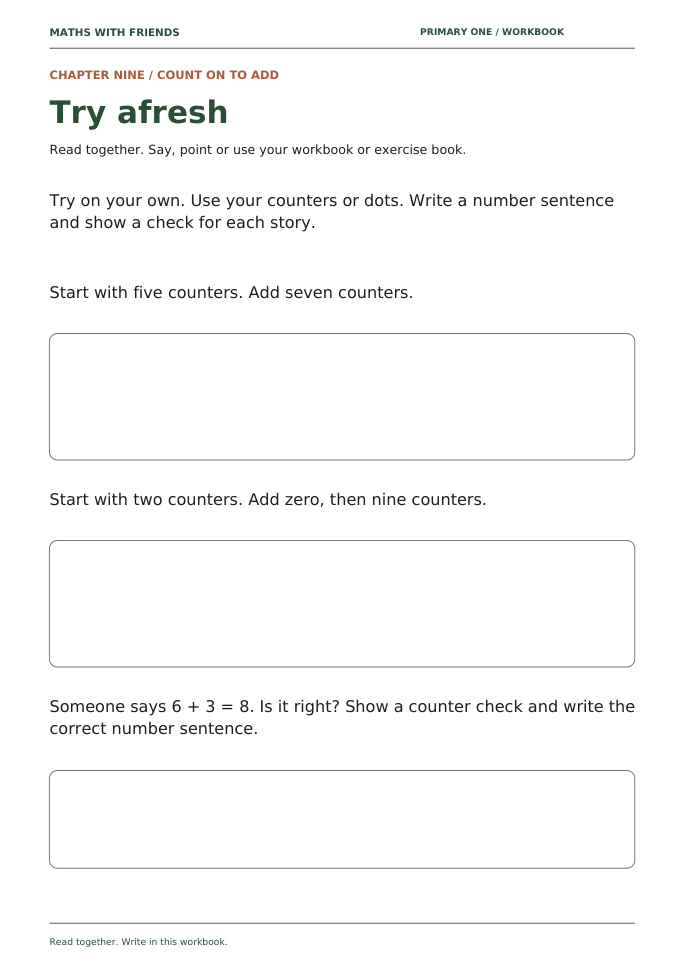 MATHS WITH FRIENDS
PRIMARY ONE / WORKBOOK
CHAPTER NINE / COUNT ON TO ADD
Try afresh
Read together. Say, point or use your workbook or exercise book.
Try on your own. Use your counters or dots. Write a number sentence
and show a check for each story.
Start with five counters. Add seven counters.
Start with two counters. Add zero, then nine counters.
Someone says 6 + 3 = 8. Is it right? Show a counter check and write the
correct number sentence.
Read together. Write in this workbook.